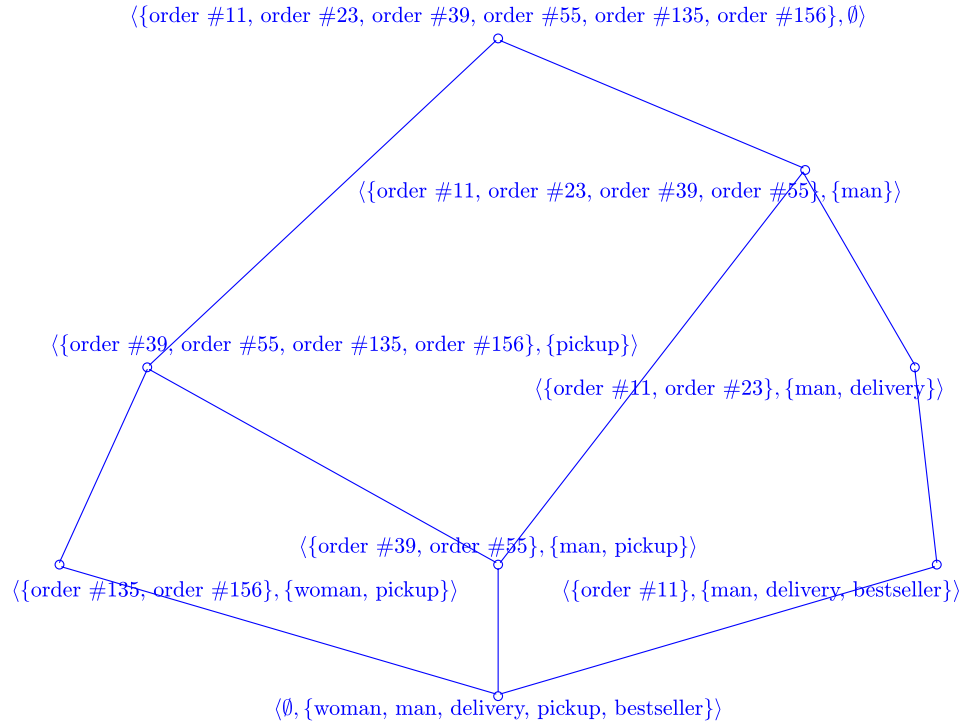 ⟨{order #11, order #23, order #39, order #55, order #135, order #156}, ∅⟩
⟨{order #11, order #23, order #39, order #55}, {man}⟩
⟨{order #39, order #55, order #135, order #156}, {pickup}⟩
⟨{order #11, order #23}, {man, delivery}⟩
⟨{order #39, order #55}, {man, pickup}⟩
⟨{order #135, order #156}, {woman, pickup}⟩
⟨{order #11}, {man, delivery, bestseller}⟩
⟨∅, {woman, man, delivery, pickup, bestseller}⟩